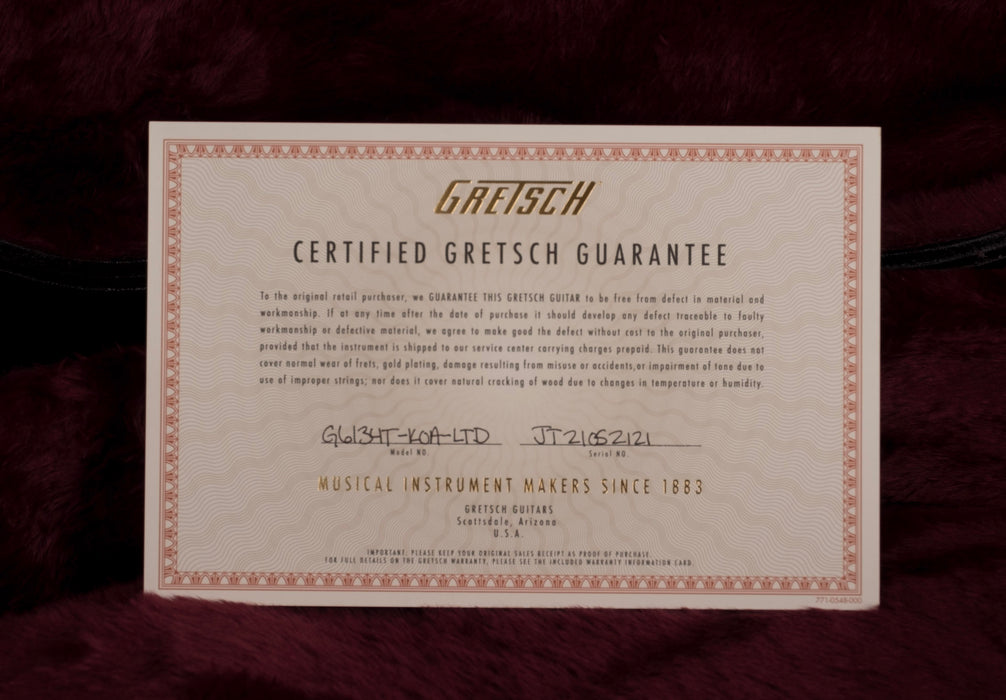 GRETSCH
CERTIFIED GRETSCH GUARANTEE
To the original retail purchaser, we GUARANTEE THIS GRETSCH GUITAR to be free from defect in material and
workmanship. If at any time after the date of purchase it should develop any defect traceable to faulty
workmanship or defective material, we agree to make good the defect without cost to the original purchaser,
provided that the instrument is shipped to our service center carrying charges prepaid. This guarantee does not
cover normal wear of frets, gold plating, damage resulting from misuse or accidents,or impairment of tone due to
use of improper strings; nor does it cover natural cracking of wood due to changes in temperature or humidity.
G6134T-KOA-LTD JT21052121
Model NO. Serial NO.
MUSICAL INSTRUMENT MAKERS SINCE 1883
GRETSCH GUITARS
Scottsdale, Arizona
U.S.A.
IMPORTANT: PLEASE KEEP YOUR ORIGINAL SALES RECEIPT AS PROOF OF PURCHASE.
FOR FULL DETAILS ON THE GRETSCH WARRANTY, PLEASE SEE THE INCLUDED WARRANTY INFORMATION CARD.
771-0548-000